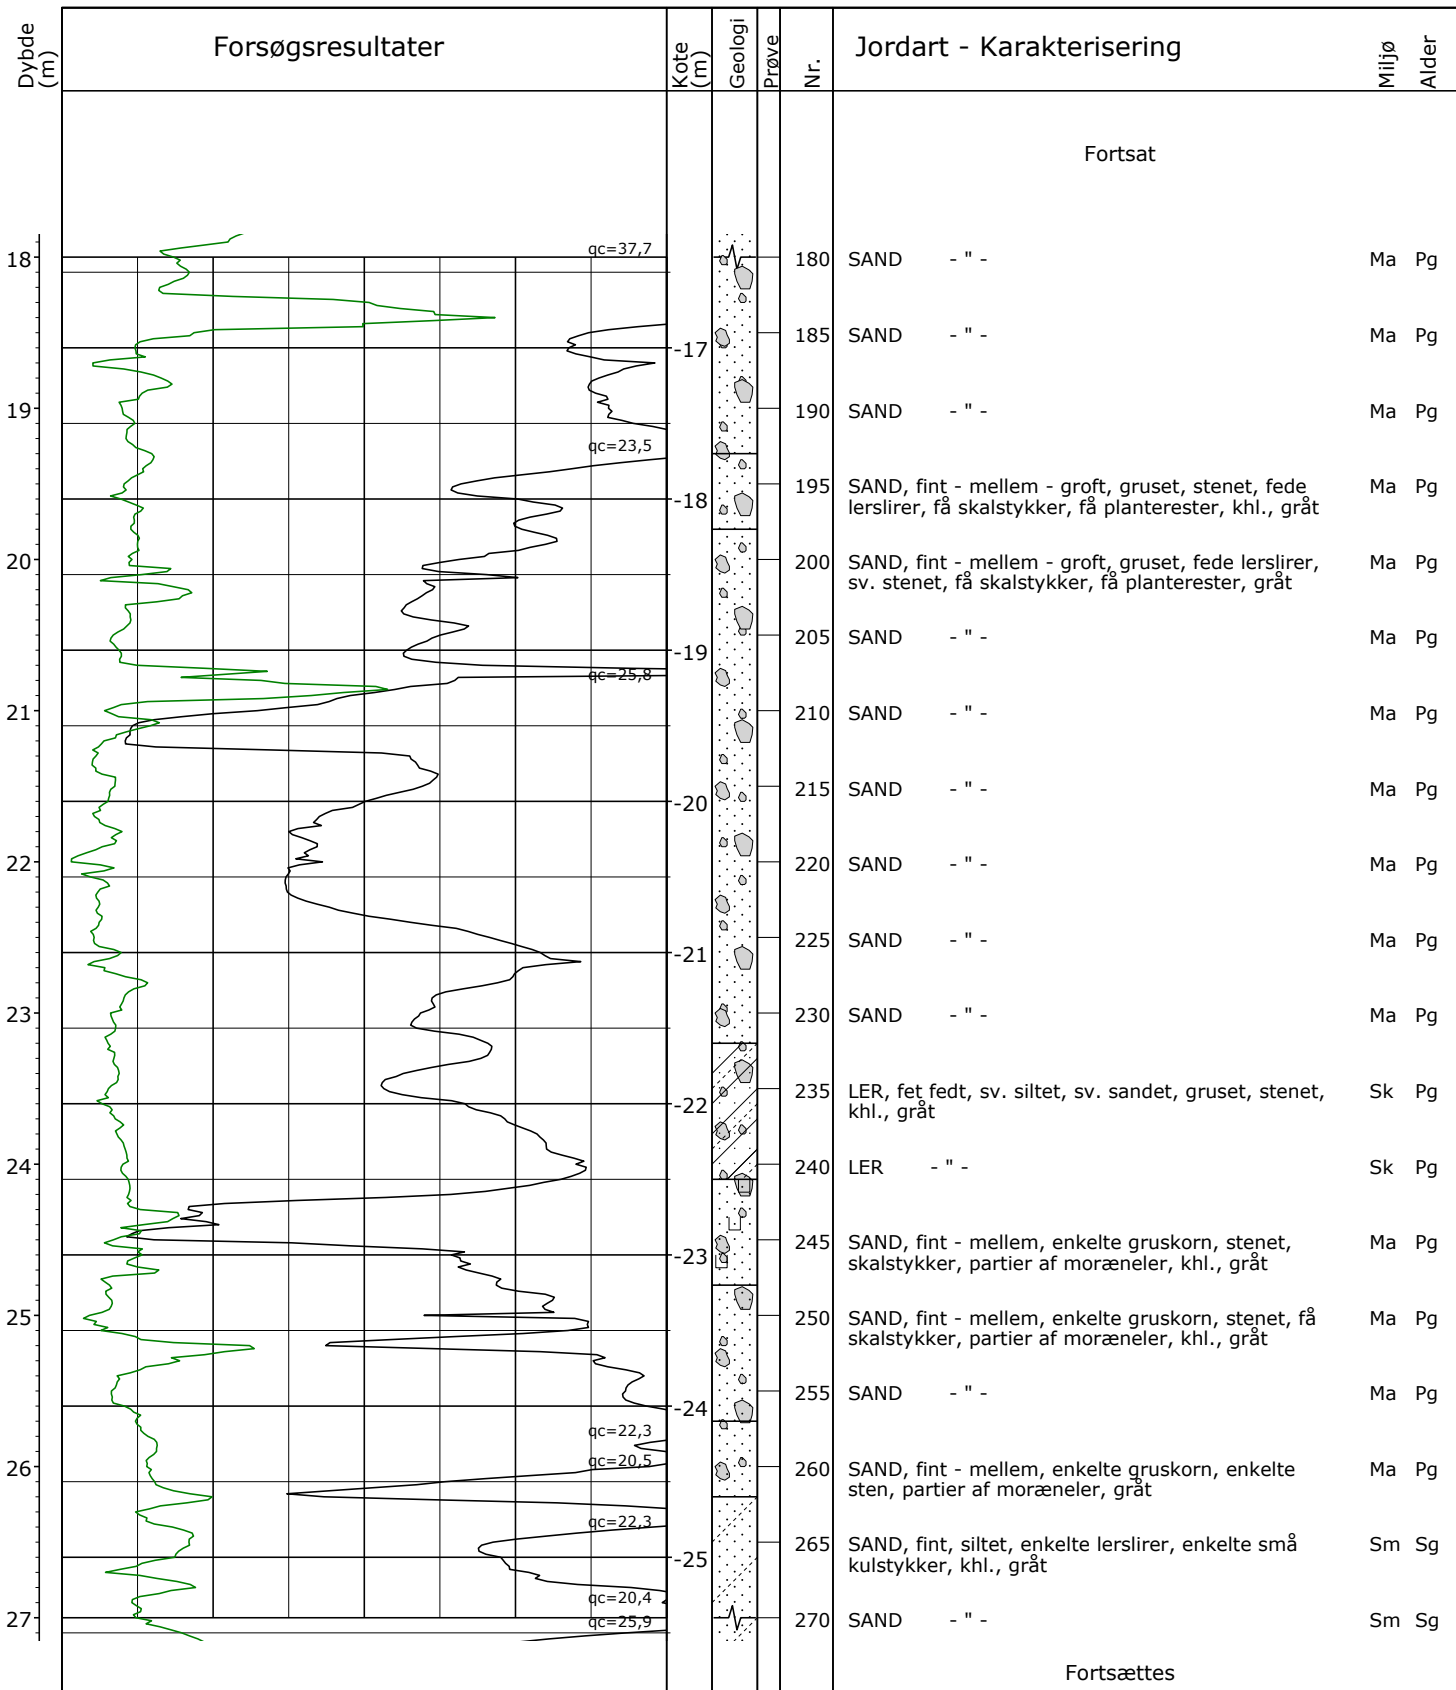 Dybde (m)
Forsøgsresultater
Kote (m)
Geologi
Prøve
Nr.
Jordart - Karakterisering
Miljø
Alder
Fortsat
18 qc=37,7 180 SAND - " - Ma Pg
-17 185 SAND - " - Ma Pg
19 190 SAND - " - Ma Pg
qc=23,5
-18 195 SAND, fint - mellem - groft, gruset, stenet, fede Ma Pg
lerslirer, få skalstykker, få planterester, khl., gråt
20 200 SAND, fint - mellem - groft, gruset, fede lerslirer, Ma Pg
sv. stenet, få skalstykker, få planterester, gråt
-19 205 SAND - " - Ma Pg
qc=25,8
21 210 SAND - " - Ma Pg
-20 215 SAND - " - Ma Pg
22 220 SAND - " - Ma Pg
-21 225 SAND - " - Ma Pg
23 230 SAND - " - Ma Pg
-22 235 LER, fet fedt, sv. siltet, sv. sandet, gruset, stenet, Sk Pg
khl., gråt
24 240 LER - " - Sk Pg
-23 245 SAND, fint - mellem, enkelte gruskorn, stenet, Ma Pg
skalstykker, partier af moræneler, khl., gråt
25 250 SAND, fint - mellem, enkelte gruskorn, stenet, få Ma Pg
skalstykker, partier af moræneler, khl., gråt
-24 255 SAND - " - Ma Pg
qc=22,3
26 qc=20,5 260 SAND, fint - mellem, enkelte gruskorn, enkelte Ma Pg
sten, partier af moræneler, gråt
qc=22,3
-25 265 SAND, fint, siltet, enkelte lerslirer, enkelte små Sm Sg
kulstykker, khl., gråt
qc=20,4
27 qc=25,9 270 SAND - " - Sm Sg
Fortsættes